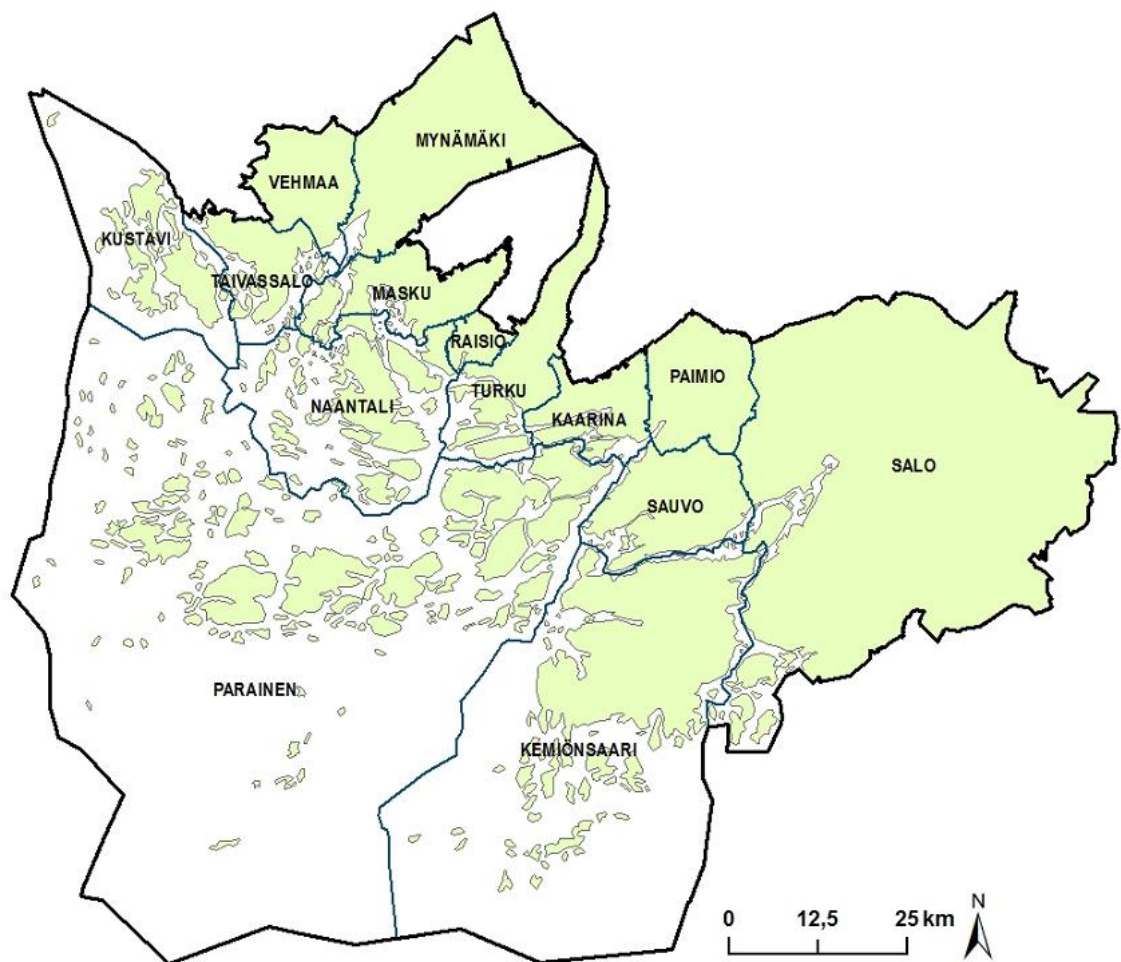 MYNÄMÄKI
VEHMAA
KUSTAVI
TAIVASSALO
MASKU
RAISIO
PAIMIO
TURKU
NAANTALI
KAARINA
SALO
SAUVO
PARAINEN
KEMIÖNSAARI
N
0 12,5 25 km